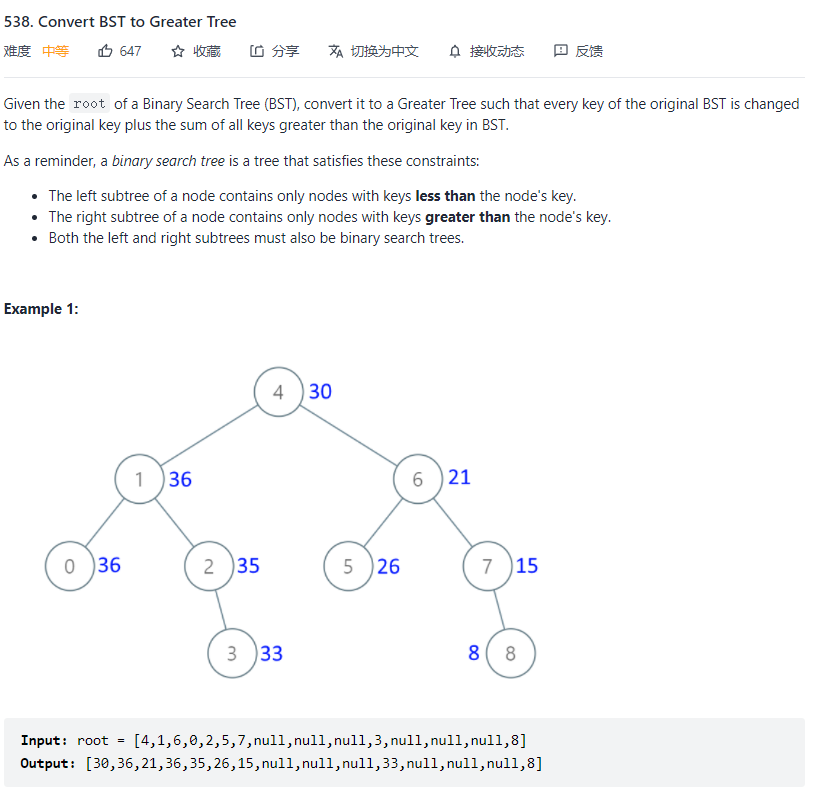 538. Convert BST to Greater Tree
难度 中等 647 收藏 分享 切换为中文 接收动态 反馈
Given the root of a Binary Search Tree (BST), convert it to a Greater Tree such that every key of the original BST is changed
to the original key plus the sum of all keys greater than the original key in BST.
As a reminder, a binary search tree is a tree that satisfies these constraints:
• The left subtree of a node contains only nodes with keys less than the node's key.
• The right subtree of a node contains only nodes with keys greater than the node's key.
• Both the left and right subtrees must also be binary search trees.
Example 1:
4 30
1 36 6 21
0 36 2 35 5 26 7 15
3 33 8 8
Input: root = [4,1,6,0,2,5,7,null,null,null,3,null,null,null,8]
Output: [30,36,21,36,35,26,15,null,null,null,33,null,null,null,8]